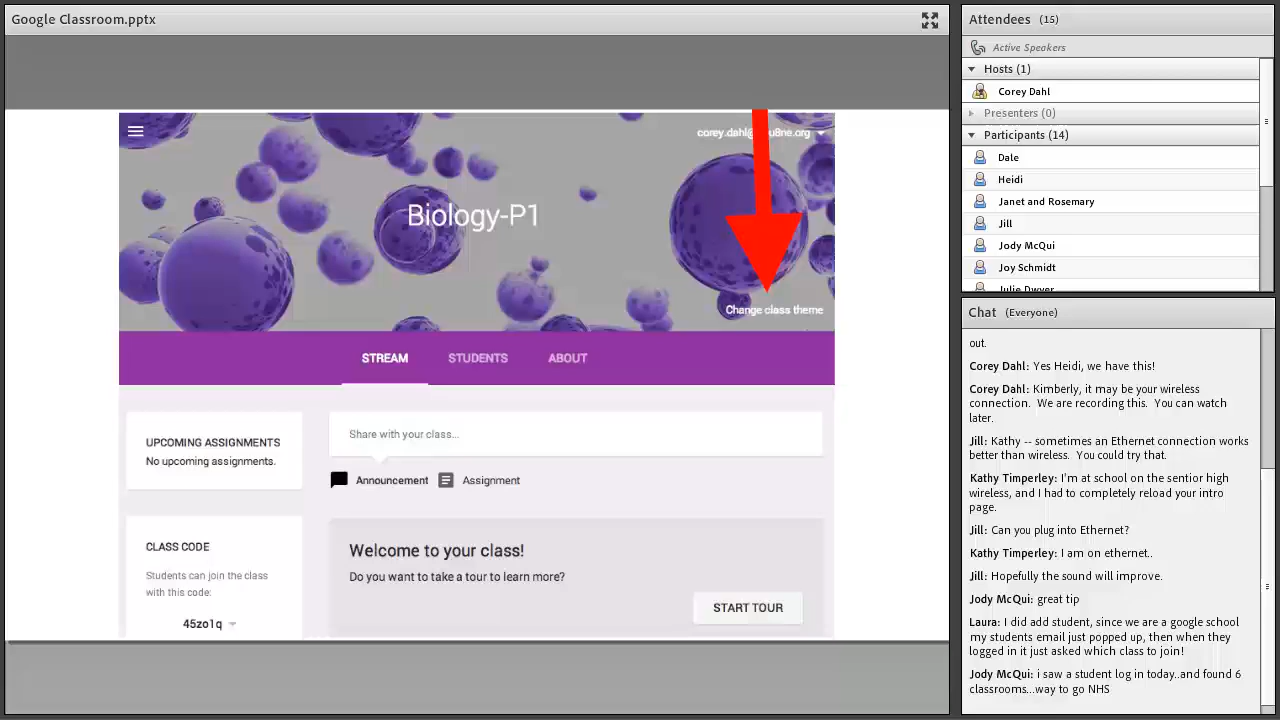 Google Classroom.pptx
corey.dahl@
u8ne.org
Biology-P1
Change class theme
STREAM STUDENTS ABOUT
UPCOMING ASSIGNMENTS
No upcoming assignments.
Share with your class...
Announcement Assignment
CLASS CODE
Students can join the class
with this code:
45zo1q
Welcome to your class!
Do you want to take a tour to learn more?
START TOUR
Attendees (15)
Active Speakers
Hosts (1)
Corey Dahl
Presenters (0)
Participants (14)
Dale
Heidi
Janet and Rosemary
Jill
Jody McQui
Joy Schmidt
Julie Dwyer
Chat (Everyone)
out.
Corey Dahl: Yes Heidi, we have this!
Corey Dahl: Kimberly, it may be your wireless
connection. We are recording this. You can watch
later.
Jill: Kathy -- sometimes an Ethernet connection works
better than wireless. You could try that.
Kathy Timperley: I'm at school on the sentior high
wireless, and I had to completely reload your intro
page.
Jill: Can you plug into Ethernet?
Kathy Timperley: I am on ethernet..
Jill: Hopefully the sound will improve.
Jody McQui: great tip
Laura: I did add student, since we are a google school
my students email just popped up, then when they
logged in it just asked which class to join!
Jody McQui: i saw a student log in today..and found 6
classrooms...way to go NHS